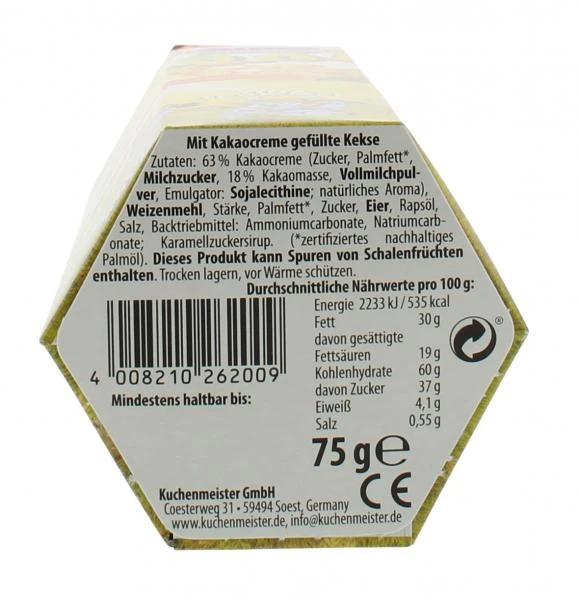 Mit Kakaocreme gefüllte Kekse
Zutaten: 63 % Kakaocreme (Zucker, Palmfett*,
Milchzucker, 18 % Kakaomasse, Vollmilchpul-
ver, Emulgator: Sojalecithine; natürliches Aroma),
Weizenmehl, Stärke, Palmfett*, Zucker, Eier, Rapsöl,
Salz, Backtriebmittel: Ammoniumcarbonate, Natriumcarb-
onate; Karamellzuckersirup. (*zertifiziertes nachhaltiges
Palmöl). Dieses Produkt kann Spuren von Schalenfrüchten
enthalten. Trocken lagern, vor Wärme schützen.
Durchschnittliche Nährwerte pro 100 g:
Energie 2233 kJ / 535 kcal
Fett 30 g
davon gesättigte
Fettsäuren 19 g
Kohlenhydrate 60 g
davon Zucker 37 g
Eiweiß 4,1 g
Salz 0,55 g
®
4 008210 262009
Mindestens haltbar bis:
75 g ℮
CE
Kuchenmeister GmbH
Coesterweg 31 • 59494 Soest, Germany
www.kuchenmeister.de, info@kuchenmeister.de